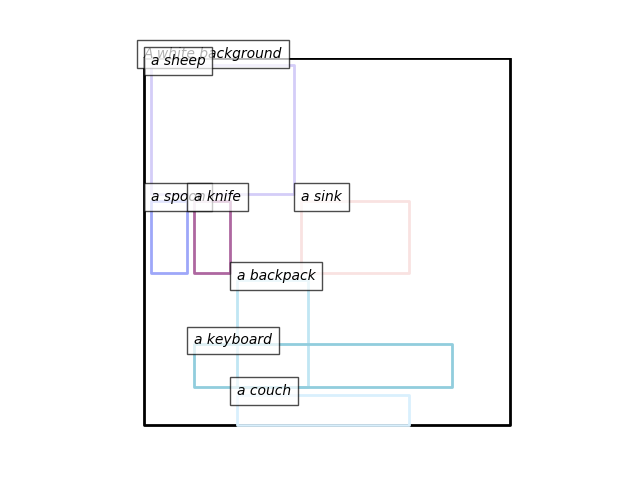 A white background
a sheep
a spoon
a knife
a sink
a backpack
a keyboard
a couch